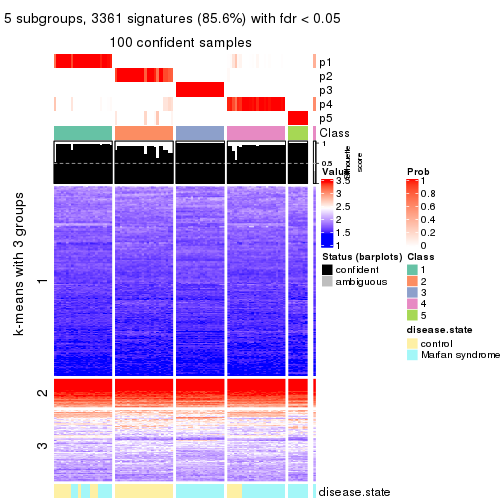 5 subgroups, 3361 signatures (85.6%) with fdr < 0.05
100 confident samples
p1
p2
p3
p4
p5
Class
1
0.5
0
silhouette
score
k-means with 3 groups
1
2
3
disease.state
Value
3.5
3
2.5
2
1.5
1
Prob
1
0.8
0.6
0.4
0.2
0
Status (barplots)
confident
ambiguous
Class
1
2
3
4
5
disease.state
control
Marfan syndrome